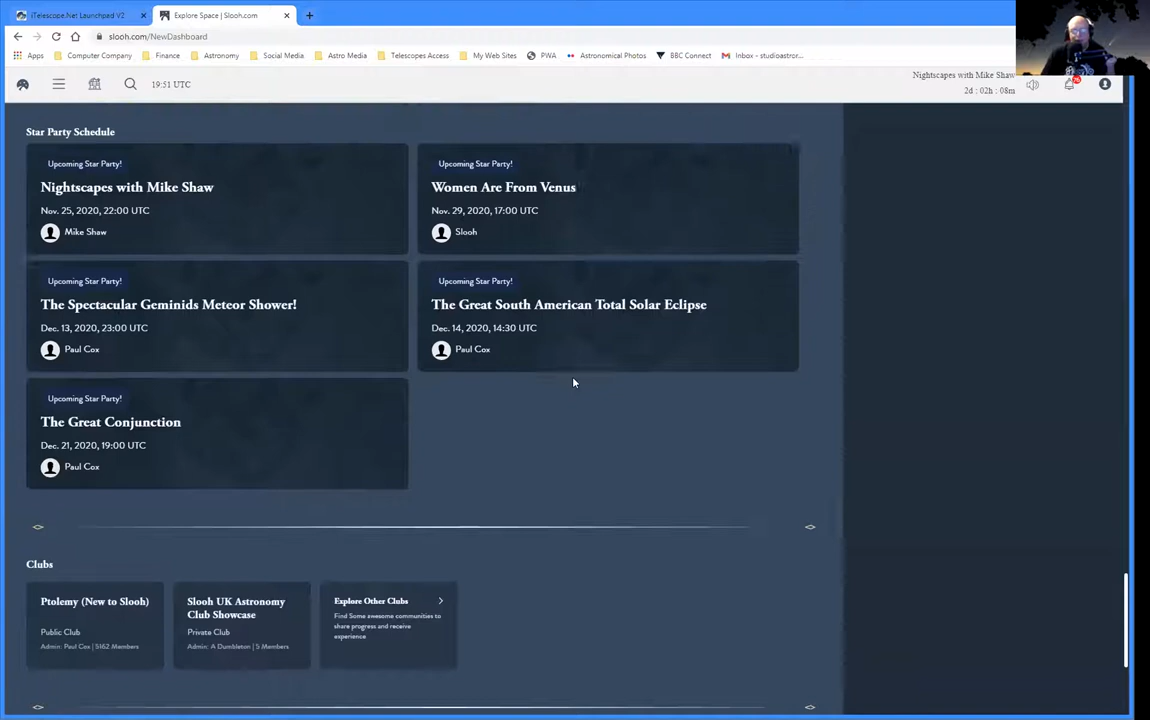 iTelescope.Net Launchpad V2
Explore Space | Slooh.com
slooh.com/NewDashboard
Apps
Computer Company
Finance
Astronomy
Social Media
Astro Media
Telescopes Access
My Web Sites
PWA
Astronomical Photos
BBC Connect
Inbox - studioastror...
19:51 UTC
Nightscapes with Mike Shaw
2d : 02h : 08m
Star Party Schedule
Upcoming Star Party!
Nightscapes with Mike Shaw
Nov. 25, 2020, 22:00 UTC
Mike Shaw
Upcoming Star Party!
Women Are From Venus
Nov. 29, 2020, 17:00 UTC
Slooh
Upcoming Star Party!
The Spectacular Geminids Meteor Shower!
Dec. 13, 2020, 23:00 UTC
Paul Cox
Upcoming Star Party!
The Great South American Total Solar Eclipse
Dec. 14, 2020, 14:30 UTC
Paul Cox
Upcoming Star Party!
The Great Conjunction
Dec. 21, 2020, 19:00 UTC
Paul Cox
Clubs
Ptolemy (New to Slooh)
Public Club
Admin: Paul Cox | 5162 Members
Slooh UK Astronomy
Club Showcase
Private Club
Admin: A Dumbleton | 5 Members
Explore Other Clubs
Find Some awesome communities to
share progress and receive
experience